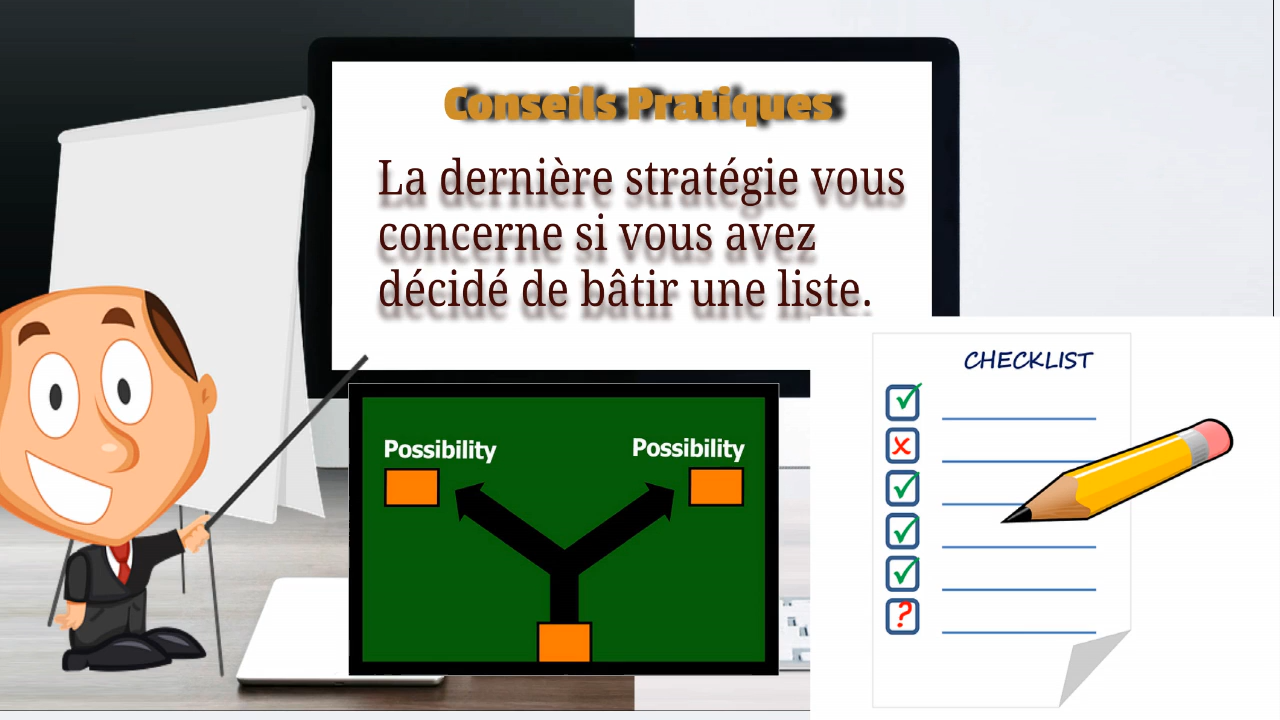 Conseils Pratiques
La dernière stratégie vous
concerne si vous avez
décidé de bâtir une liste.
CHECKLIST
Possibility
Possibility
?